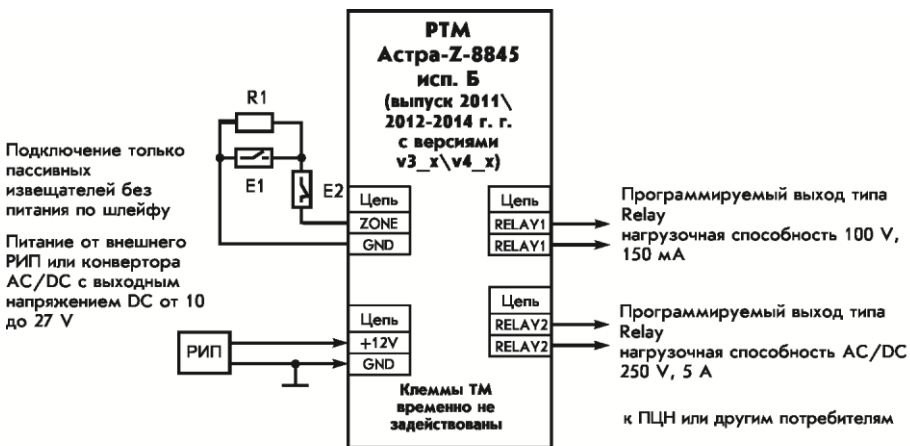 РТМ
Астра-Z-8845
исп. Б
(выпуск 2011\
2012-2014 г. г.
с версиями
v3_x\v4_x)
R1
E1
E2
Подключение только
пассивных
извещателей без
питания по шлейфу
Питание от внешнего
РИП или конвертора
AC/DC с выходным
напряжением DC от 10
до 27 V
РИП
Цепь
ZONE
GND
Цепь
+12V
GND
Цепь
RELAY1
RELAY1
Цепь
RELAY2
RELAY2
Клеммы ТМ
временно не
задействованы
Программируемый выход типа
Relay
нагрузочная способность 100 V,
150 мА
Программируемый выход типа
Relay
нагрузочная способность AC/DC
250 V, 5 А
к ПЦН или другим потребителям